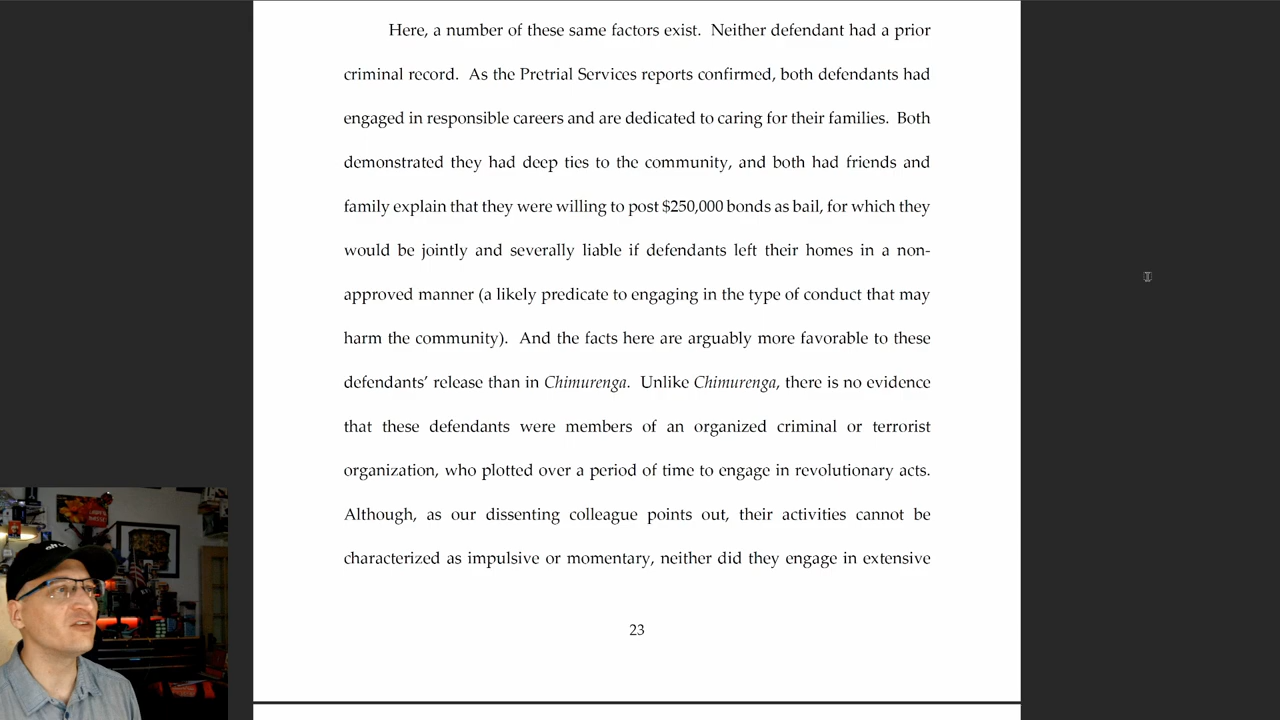 Here, a number of these same factors exist.  Neither defendant had a prior
criminal record.  As the Pretrial Services reports confirmed, both defendants had
engaged in responsible careers and are dedicated to caring for their families.  Both
demonstrated they had deep ties to the community, and both had friends and
family explain that they were willing to post $250,000 bonds as bail, for which they
would be jointly and severally liable if defendants left their homes in a non-
approved manner (a likely predicate to engaging in the type of conduct that may
harm the community).  And the facts here are arguably more favorable to these
defendants’ release than in Chimurenga.  Unlike Chimurenga, there is no evidence
that these defendants were members of an organized criminal or terrorist
organization, who plotted over a period of time to engage in revolutionary acts.
Although, as our dissenting colleague points out, their activities cannot be
characterized as impulsive or momentary, neither did they engage in extensive
23